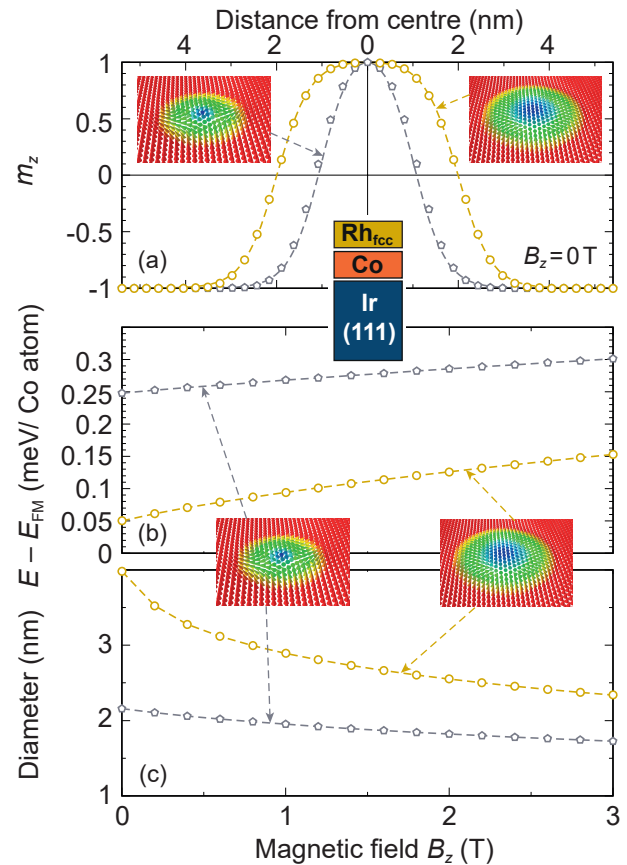 Distance from centre (nm)
4 2 0 2 4
1
0.5
0
-0.5
-1
m_z
(a)
B_z = 0 T
Rh_fcc
Co
Ir
(111)
0.3
0.25
0.2
0.15
0.1
0.05
0
E − E_FM (meV/ Co atom)
(b)
3
2
1
Diameter (nm)
(c)
0 1 2 3
Magnetic field B_z (T)